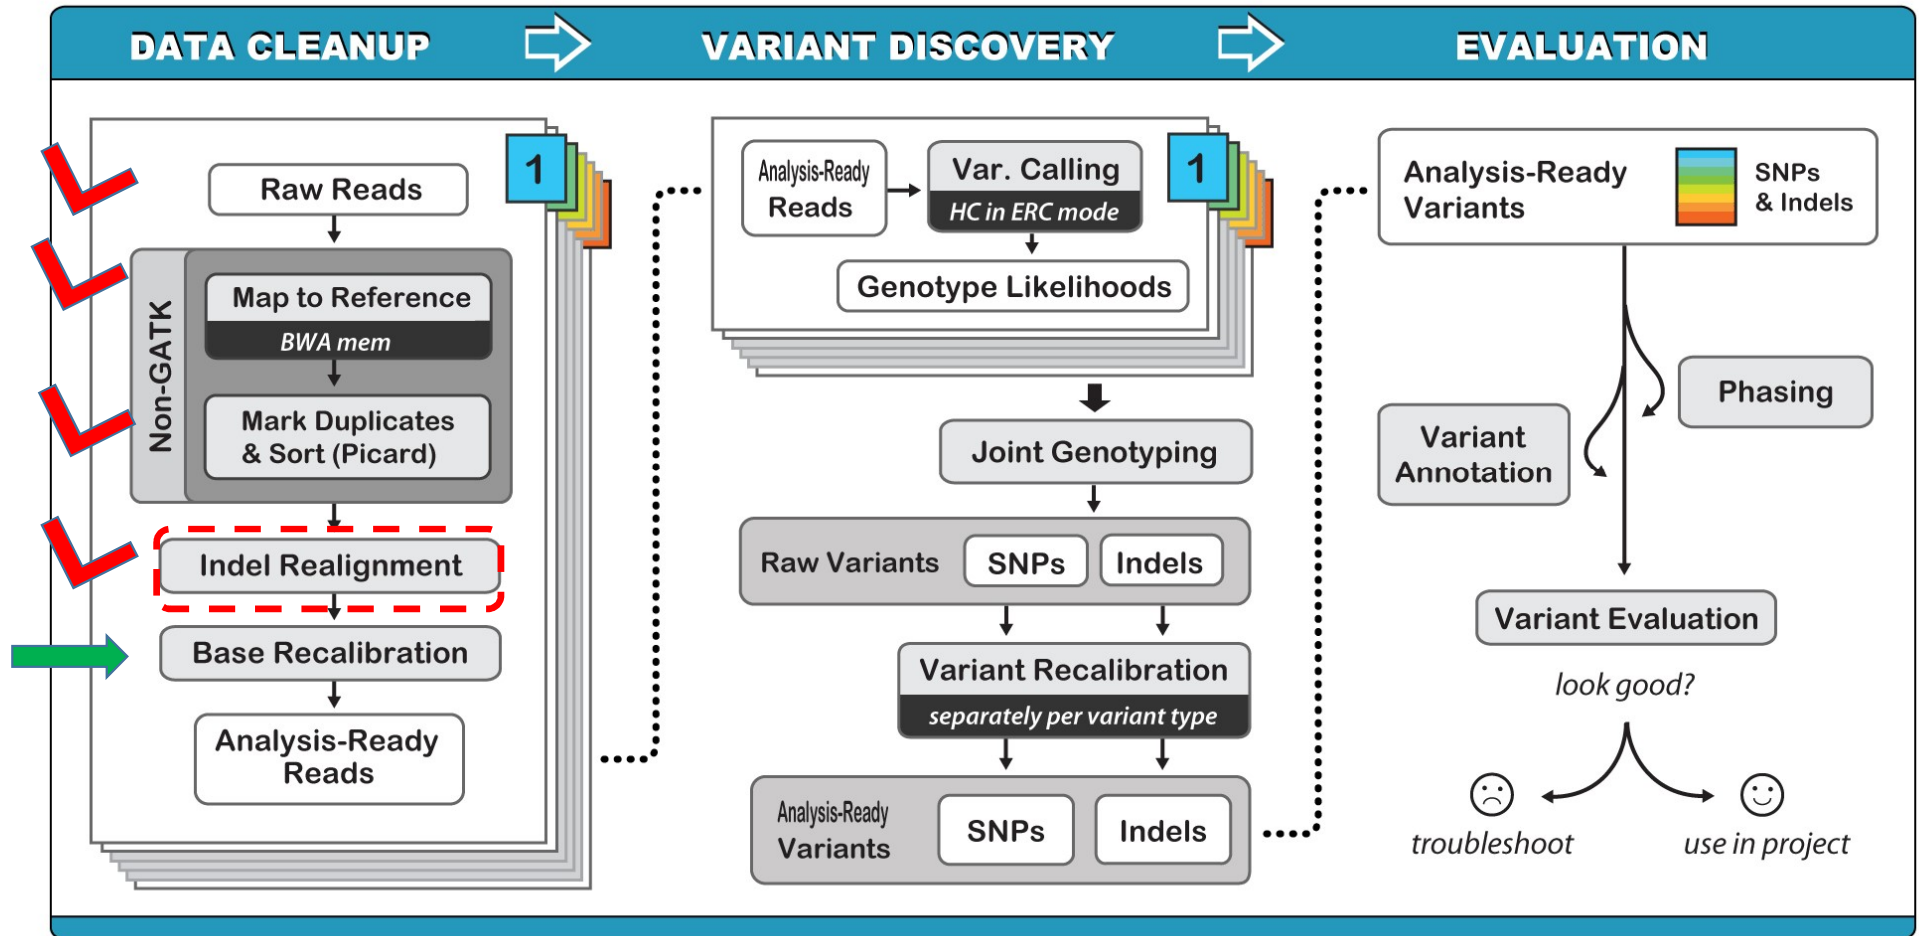 DATA CLEANUP
VARIANT DISCOVERY
EVALUATION
1
Raw Reads
Non-GATK
Map to Reference
BWA mem
Mark Duplicates
& Sort (Picard)
Indel Realignment
Base Recalibration
Analysis-Ready
Reads
1
Analysis-Ready
Reads
Var. Calling
HC in ERC mode
Genotype Likelihoods
Joint Genotyping
Raw Variants
SNPs
Indels
Variant Recalibration
separately per variant type
Analysis-Ready
Variants
SNPs
Indels
Analysis-Ready
Variants
SNPs
& Indels
Phasing
Variant
Annotation
Variant Evaluation
look good?
troubleshoot
use in project